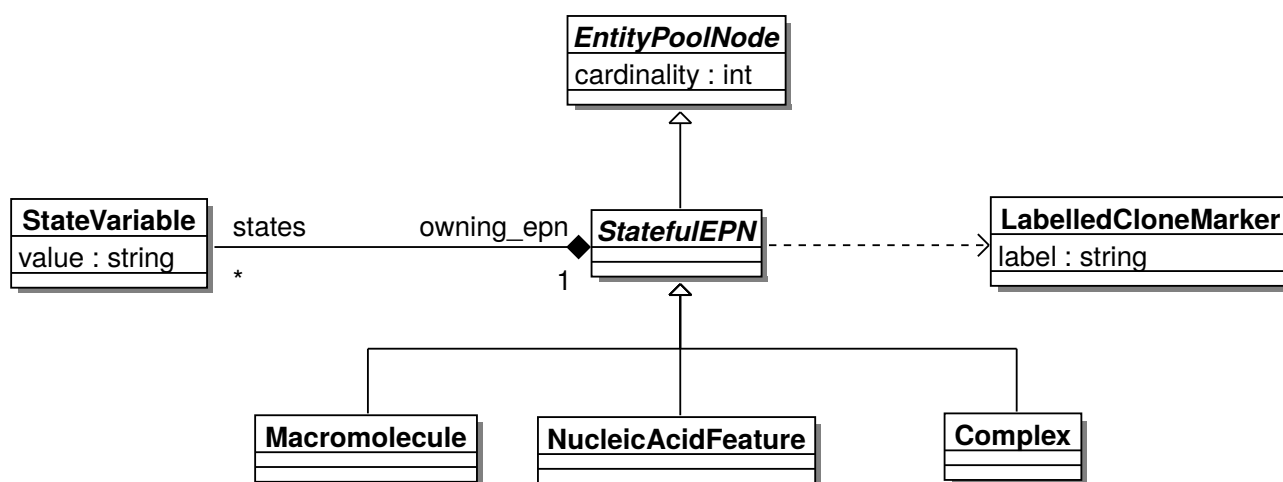 EntityPoolNode
cardinality : int
StateVariable
value : string
states
*
owning_epn
1
StatefulEPN
LabelledCloneMarker
label : string
Macromolecule
NucleicAcidFeature
Complex